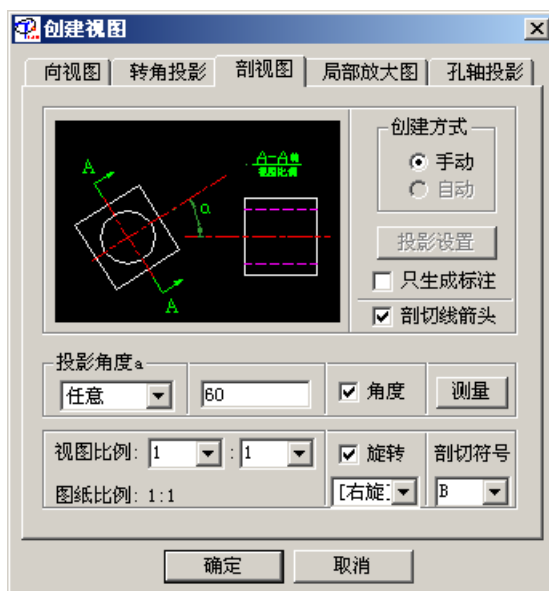 创建视图
向视图 转角投影 剖视图 局部放大图 孔轴投影
A
A-A
视图比例
α
A
创建方式
手动
自动
投影设置
只生成标注
剖切线箭头
投影角度a
任意 60 角度 测量
视图比例: 1 : 1 旋转 剖切符号
图纸比例: 1:1 [右旋] B
确定 取消